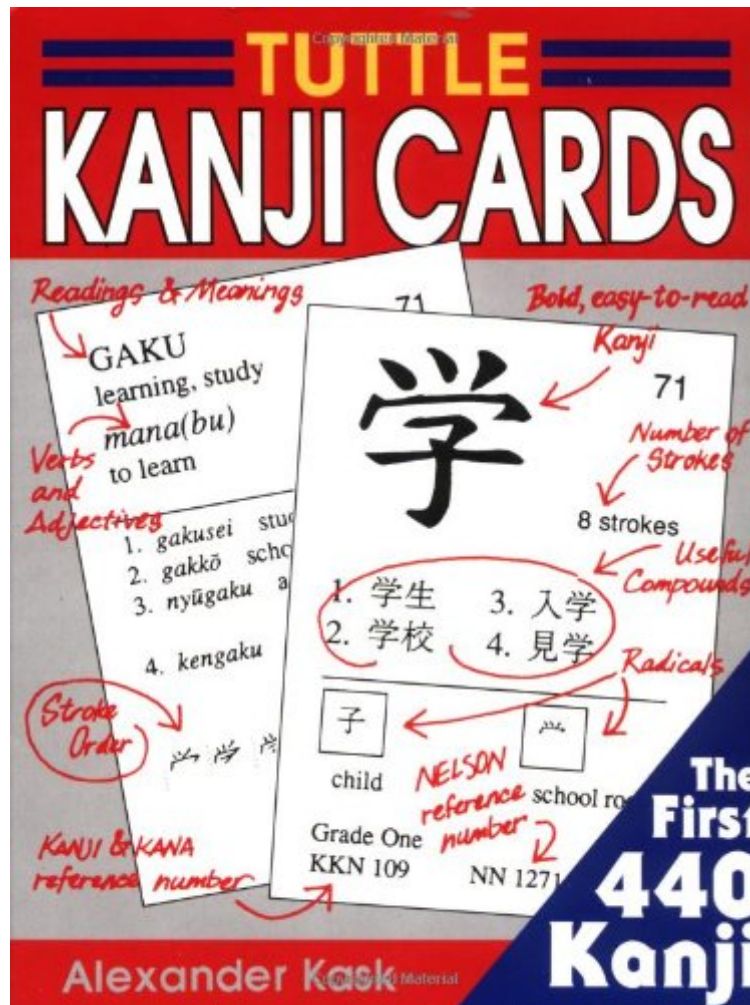 Copyrighted Material
TUTTLE
KANJI CARDS
Readings & Meanings
71
GAKU
learning, study
mana(bu)
to learn
Verbs
and
Adjectives
1. gakusei
2. gakkō
3. nyūgaku
4. kengaku
Stroke
Order
KANJI & KANA
reference number
Bold, easy-to-read
Kanji
学
71
Number of
Strokes
8 strokes
Useful
Compounds
1. 学生 3. 入学
2. 学校 4. 見学
Radicals
子
child
NELSON
reference
number
school
Grade One
KKN 109
NN 1271
The
First
440
Kanji
Alexander Kask
Copyrighted Material